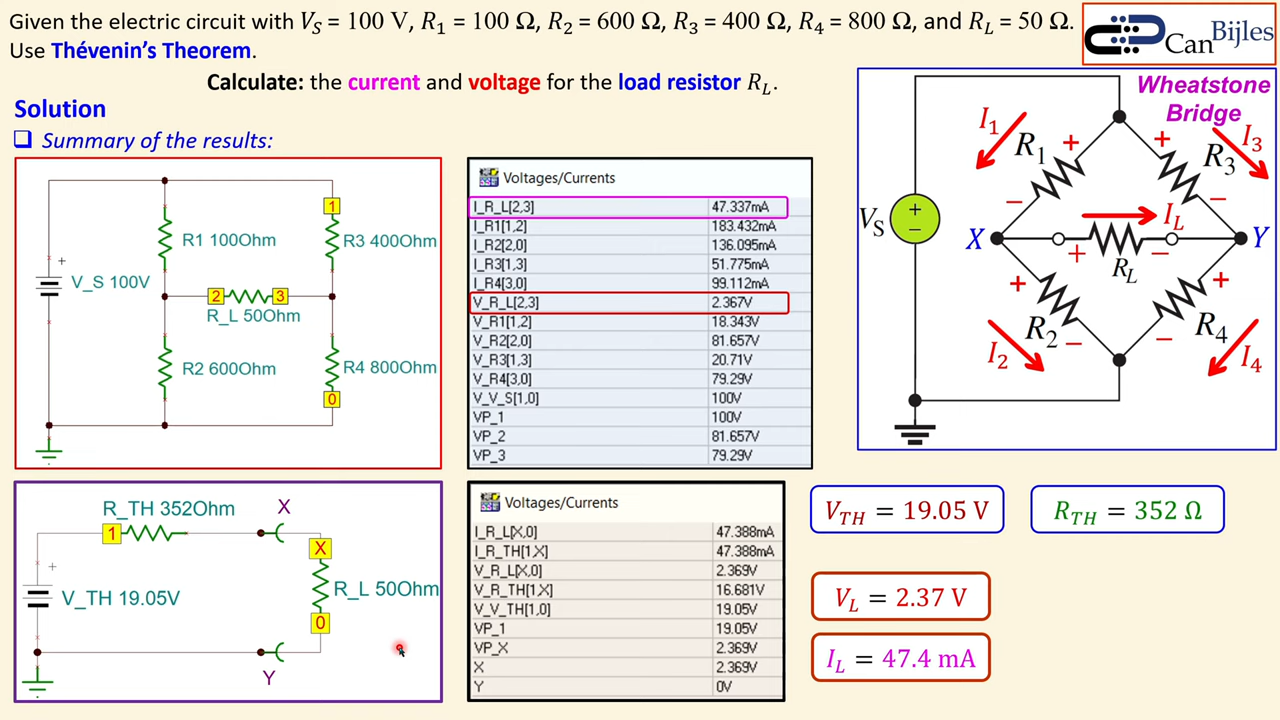 Given the electric circuit with V_S = 100 V, R_1 = 100 Ω, R_2 = 600 Ω, R_3 = 400 Ω, R_4 = 800 Ω, and R_L = 50 Ω.
Use Thévenin's Theorem.
CanBijles
Calculate: the current and voltage for the load resistor R_L.
Solution
Summary of the results:
V_S 100V
+
R1 100Ohm
R2 600Ohm
2
3
R_L 50Ohm
1
R3 400Ohm
R4 800Ohm
0
Voltages/Currents
I_R_L[2,3] 47.337mA
I_R1[1,2] 183.432mA
I_R2[2,0] 136.095mA
I_R3[1,3] 51.775mA
I_R4[3,0] 99.112mA
V_R_L[2,3] 2.367V
V_R1[1,2] 18.343V
V_R2[2,0] 81.657V
V_R3[1,3] 20.71V
V_R4[3,0] 79.29V
V_V_S[1,0] 100V
VP_1 100V
VP_2 81.657V
VP_3 79.29V
Wheatstone
Bridge
I_1
R_1
+
−
+
R_3
I_3
−
V_S
+
−
X
I_L
+
R_L
−
Y
+
R_2
−
I_2
+
R_4
−
I_4
R_TH 352Ohm
1
X
X
+
V_TH 19.05V
R_L 50Ohm
0
Y
Voltages/Currents
I_R_L[X,0] 47.388mA
I_R_TH[1,X] 47.388mA
V_R_L[X,0] 2.369V
V_R_TH[1,X] 16.681V
V_V_TH[1,0] 19.05V
VP_1 19.05V
VP_X 2.369V
X 2.369V
Y 0V
V_TH = 19.05 V
R_TH = 352 Ω
V_L = 2.37 V
I_L = 47.4 mA